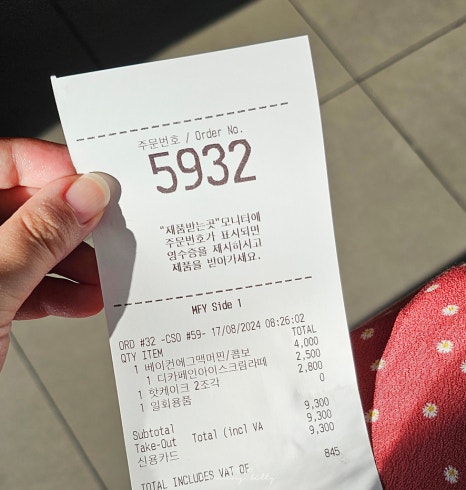 주문번호 / Order No.
5932
"제품받는곳"모니터에
주문번호가 표시되면
영수증을 제시하시고
제품을 받아가세요.
MFY Side 1
ORD #32 -CSO #59- 17/08/2024 08:26:02
QTY ITEM TOTAL
1 베이컨에그맥머핀/콤보 4,000
1 디카페인아이스크림라떼 2,500
1 핫케이크 2조각 2,800
1 일회용품 0
Subtotal 9,300
Take-Out Total (incl VA 9,300
신용카드 9,300
TOTAL INCLUDES VAT OF 845